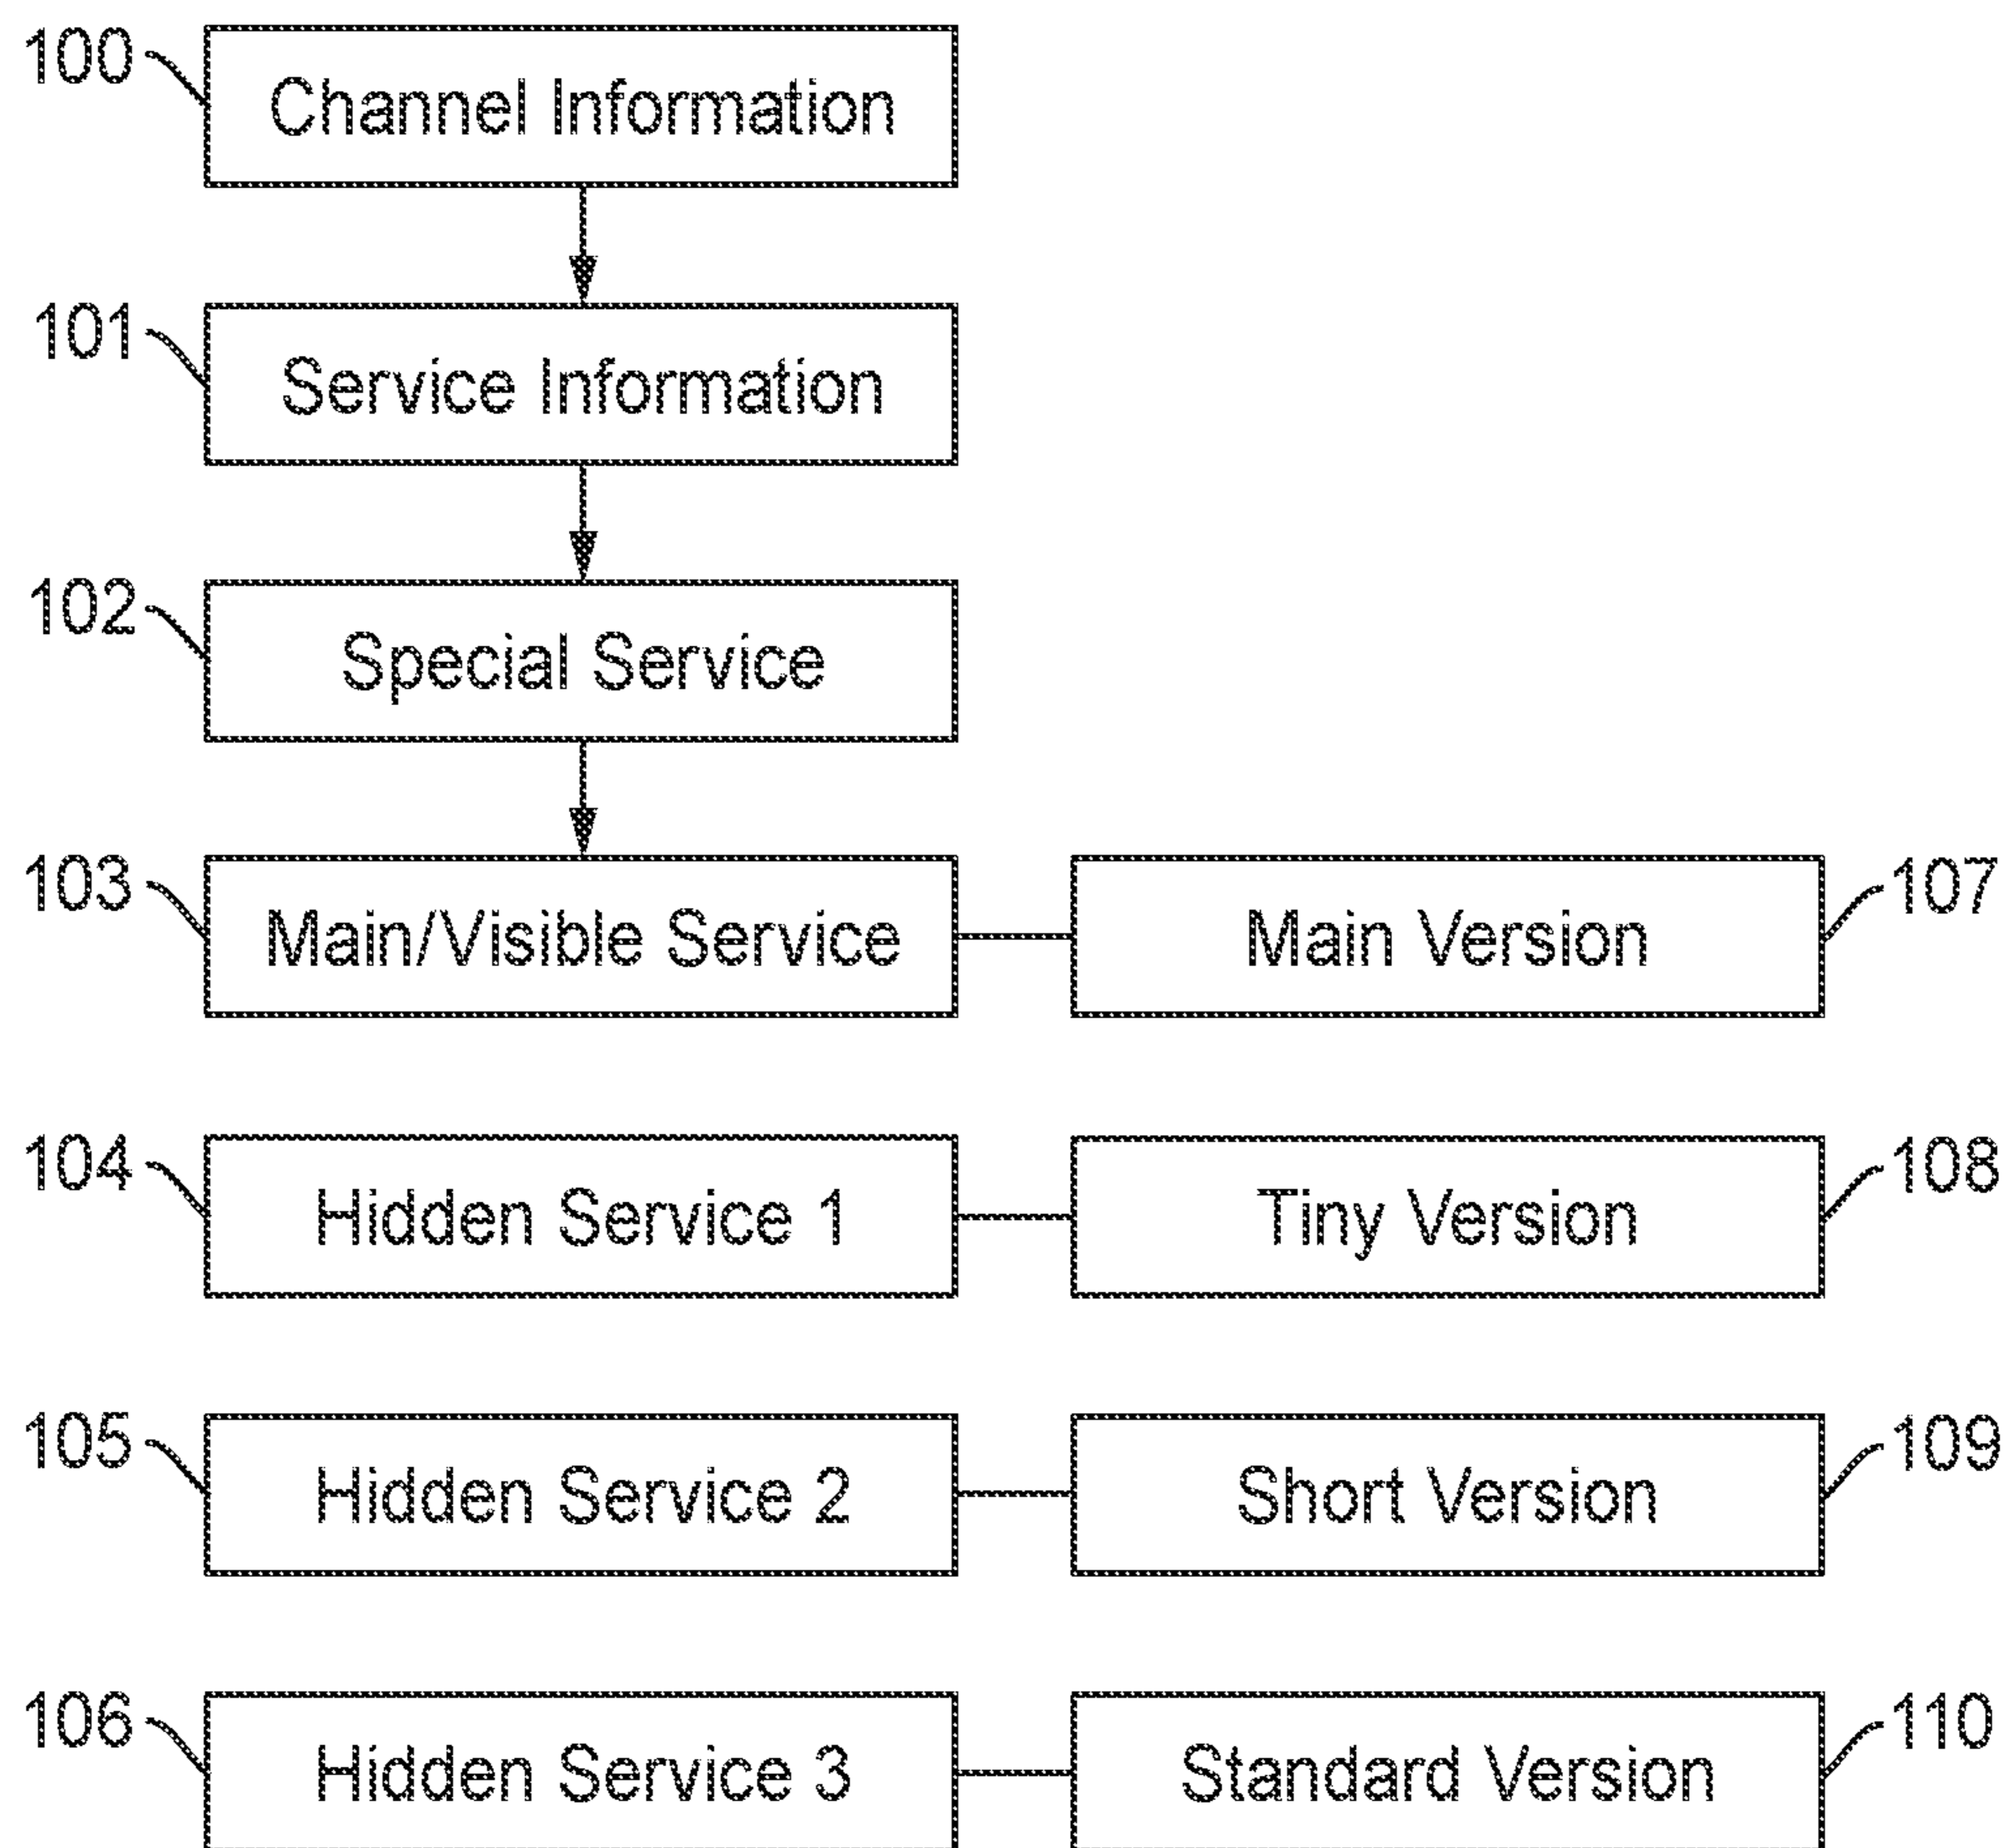 100
Channel Information
101
Service Information
102
Special Service
103
Main/Visible Service
Main Version
107
104
Hidden Service 1
Tiny Version
108
105
Hidden Service 2
Short Version
109
106
Hidden Service 3
Standard Version
110